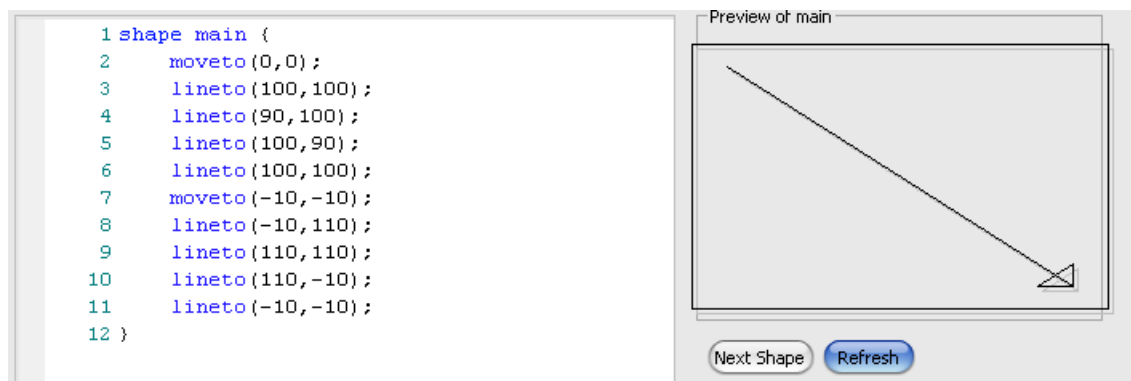 1 shape main {
2 moveto(0,0);
3 lineto(100,100);
4 lineto(90,100);
5 lineto(100,90);
6 lineto(100,100);
7 moveto(-10,-10);
8 lineto(-10,110);
9 lineto(110,110);
10 lineto(110,-10);
11 lineto(-10,-10);
12 }
Preview of main
Next Shape
Refresh